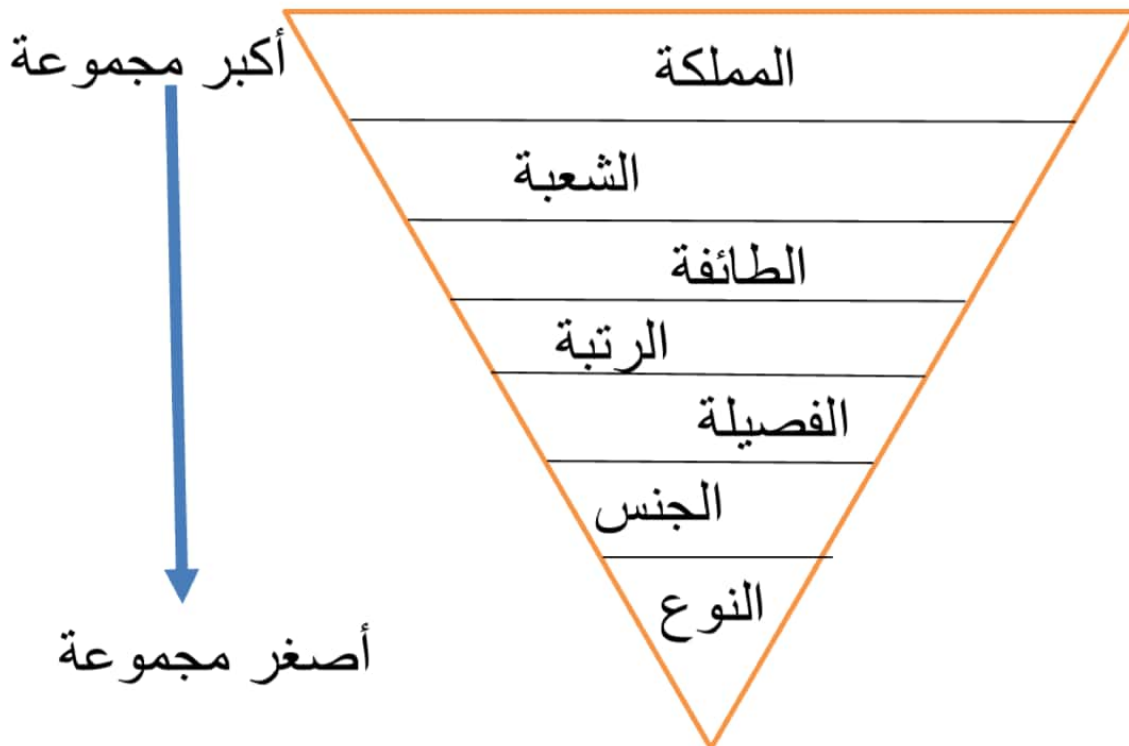 أكبر مجموعة
المملكة
الشعبة
الطائفة
الرتبة
الفصيلة
الجنس
النوع
أصغر مجموعة